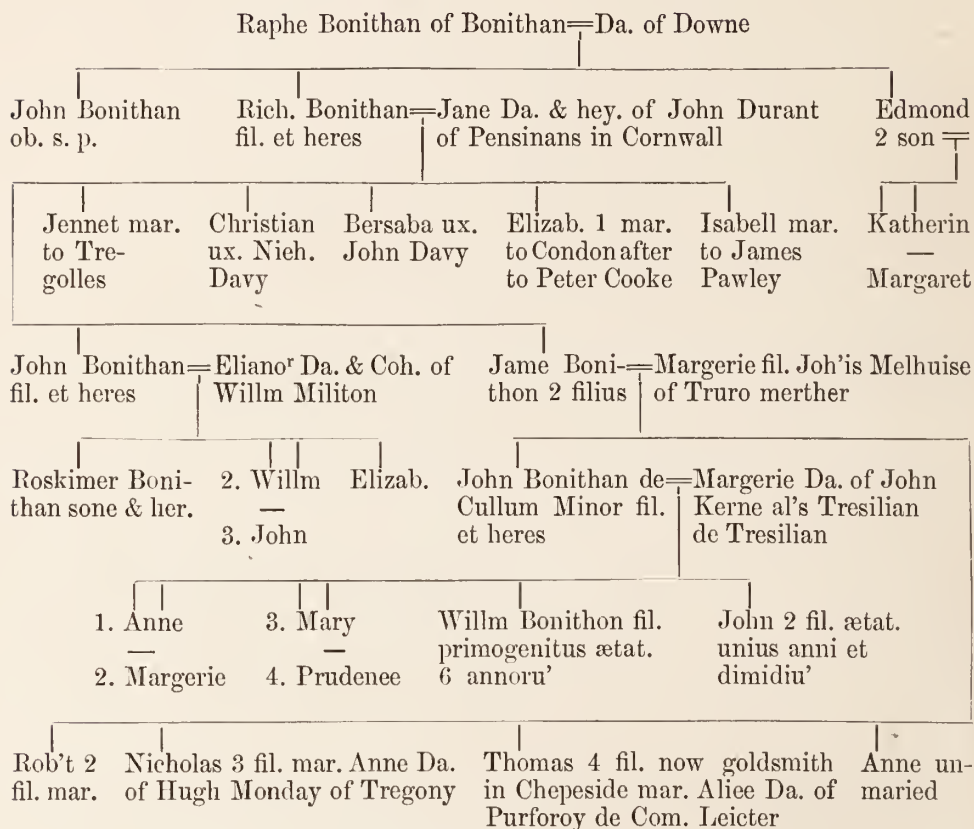 Raphe Bonithan of Bonithan=Da. of Downe
John Bonithan
ob. s. p.
Rich. Bonithan=Jane Da. & hey. of John Durant
fil. et heres
of Pensinans in Cornwall
Edmond
2 son =
Jennet mar.
to Tre-
golles
Christian
ux. Nich.
Davy
Bersaba ux.
John Davy
Elizab. 1 mar.
to Condon after
to Peter Cooke
Isabell mar.
to James
Pawley
Katherin
—
Margaret
John Bonithan=Elianoʳ Da. & Coh. of
fil. et heres
Willm Militon
Jame Boni-=Margerie fil. Joh'is Melhuise
thon 2 filius
of Truro merther
Roskimer Boni-
than sone & her.
2. Willm
—
3. John
Elizab.
John Bonithan de=Margerie Da. of John
Cullum Minor fil.
et heres
Kerne al's Tresilian
de Tresilian
1. Anne
—
2. Margerie
3. Mary
—
4. Prudence
Willm Bonithon fil.
primogenitus ætat.
6 annoru'
John 2 fil. ætat.
unius anni et
dimidiu'
Rob't 2
fil. mar.
Nicholas 3 fil. mar. Anne Da.
of Hugh Monday of Tregony
Thomas 4 fil. now goldsmith
in Chepeside mar. Alice Da. of
Purforoy de Com. Leicter
Anne un-
maried